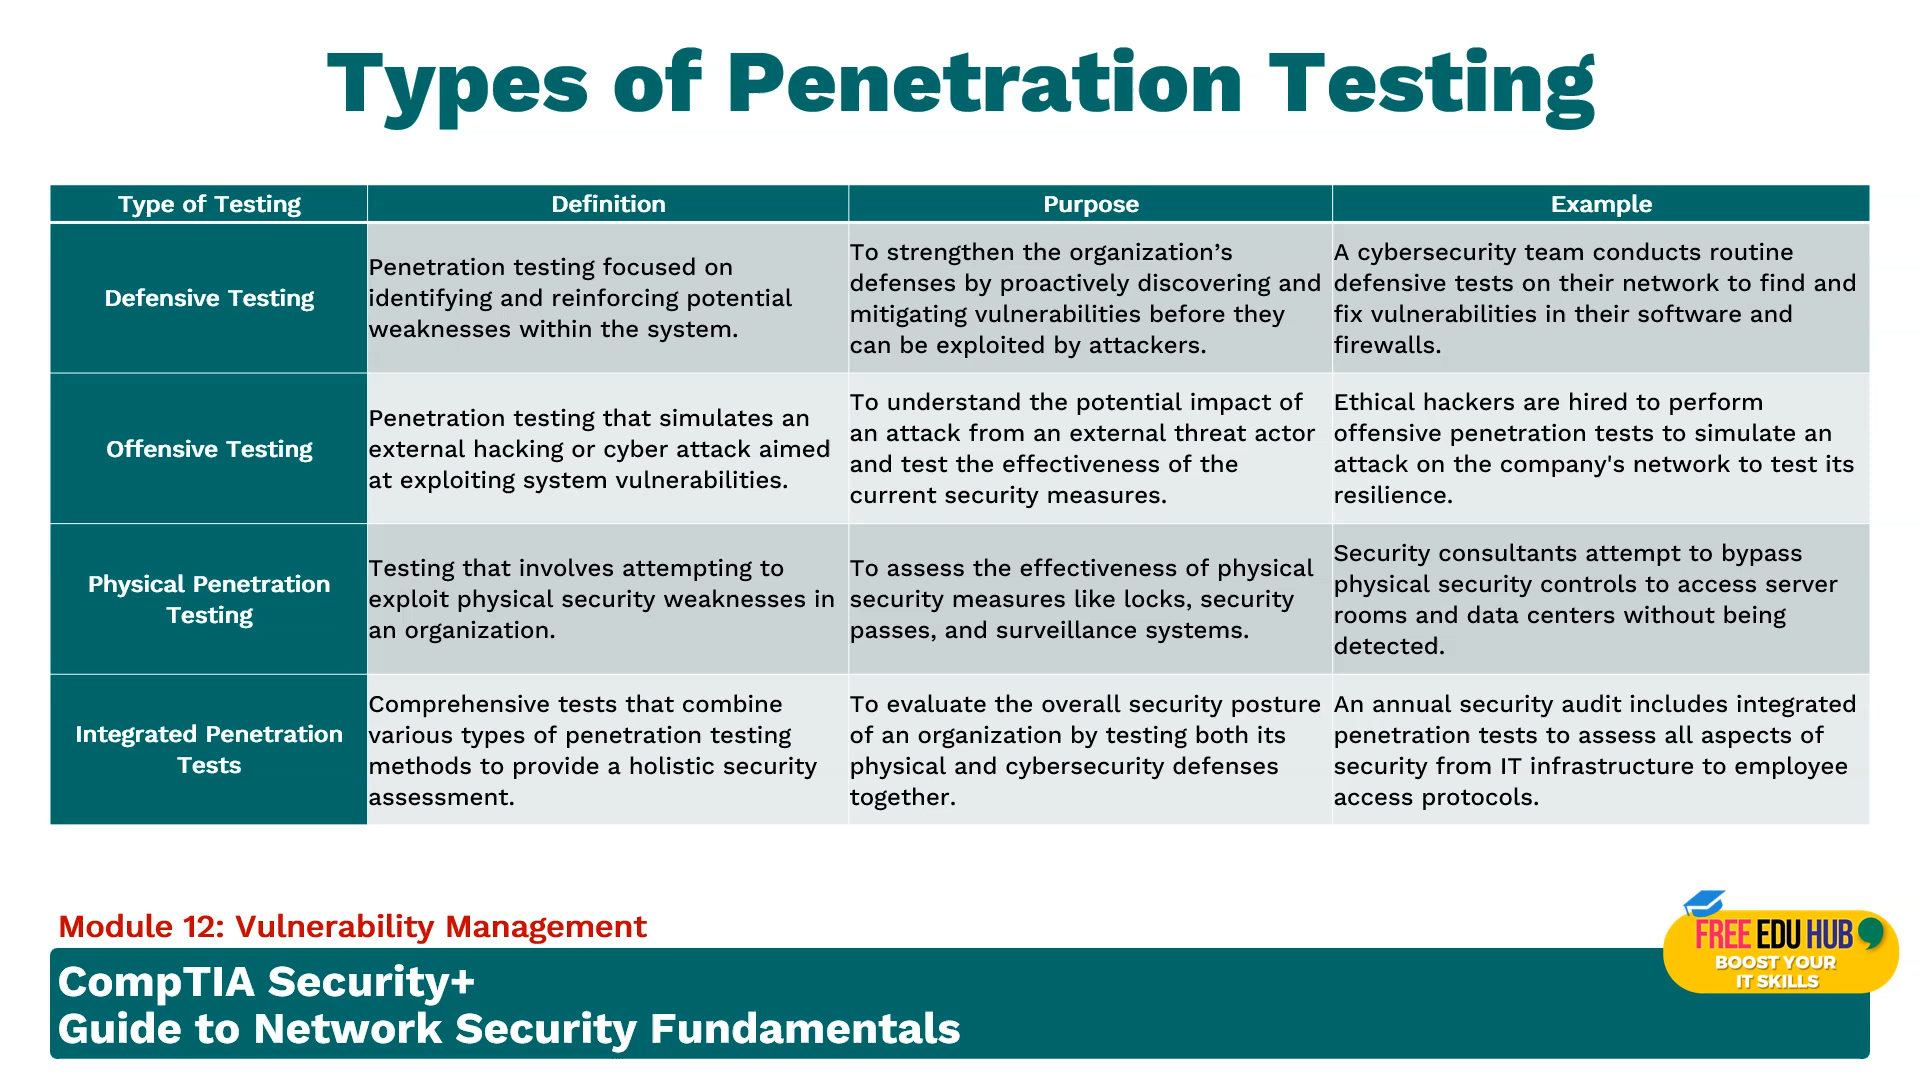 Types of Penetration Testing
Type of Testing
Definition
Purpose
Example
Defensive Testing
Penetration testing focused on
identifying and reinforcing potential
weaknesses within the system.
To strengthen the organization’s
defenses by proactively discovering and
mitigating vulnerabilities before they
can be exploited by attackers.
A cybersecurity team conducts routine
defensive tests on their network to find and
fix vulnerabilities in their software and
firewalls.
Offensive Testing
Penetration testing that simulates an
external hacking or cyber attack aimed
at exploiting system vulnerabilities.
To understand the potential impact of
an attack from an external threat actor
and test the effectiveness of the
current security measures.
Ethical hackers are hired to perform
offensive penetration tests to simulate an
attack on the company's network to test its
resilience.
Physical Penetration
Testing
Testing that involves attempting to
exploit physical security weaknesses in
an organization.
To assess the effectiveness of physical
security measures like locks, security
passes, and surveillance systems.
Security consultants attempt to bypass
physical security controls to access server
rooms and data centers without being
detected.
Integrated Penetration
Tests
Comprehensive tests that combine
various types of penetration testing
methods to provide a holistic security
assessment.
To evaluate the overall security posture
of an organization by testing both its
physical and cybersecurity defenses
together.
An annual security audit includes integrated
penetration tests to assess all aspects of
security from IT infrastructure to employee
access protocols.
Module 12: Vulnerability Management
CompTIA Security+
Guide to Network Security Fundamentals
FREE EDU HUB
BOOST YOUR
IT SKILLS